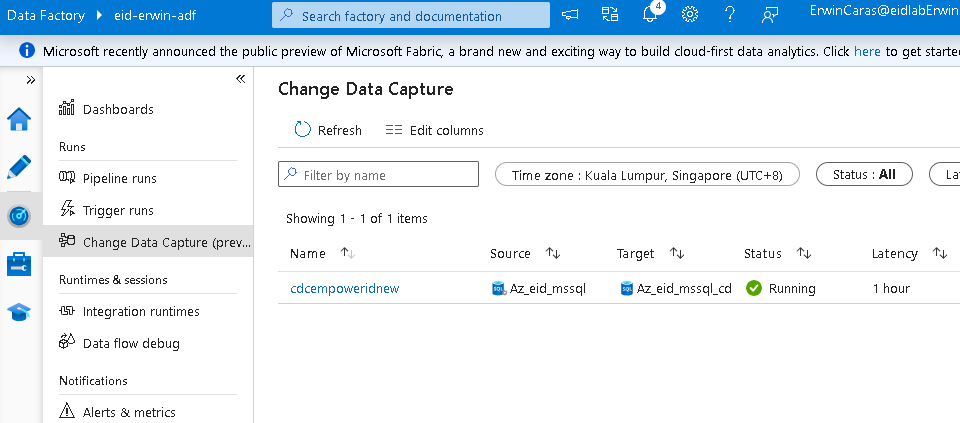 Data Factory > eid-erwin-adf Search factory and documentation 4 ErwinCaras@eidlabErwin
Microsoft recently announced the public preview of Microsoft Fabric, a brand new and exciting way to build cloud-first data analytics. Click here to get starte
» «
Dashboards
Runs
Pipeline runs
Trigger runs
Change Data Capture (prev...
Runtimes & sessions
Integration runtimes
Data flow debug
Notifications
Alerts & metrics
Change Data Capture
Refresh Edit columns
Filter by name Time zone : Kuala Lumpur, Singapore (UTC+8) Status : All La
Showing 1 - 1 of 1 items
Name Source Target Status Latency
cdcempoweridnew SQL Az_eid_mssql SQL Az_eid_mssql_cd Running 1 hour